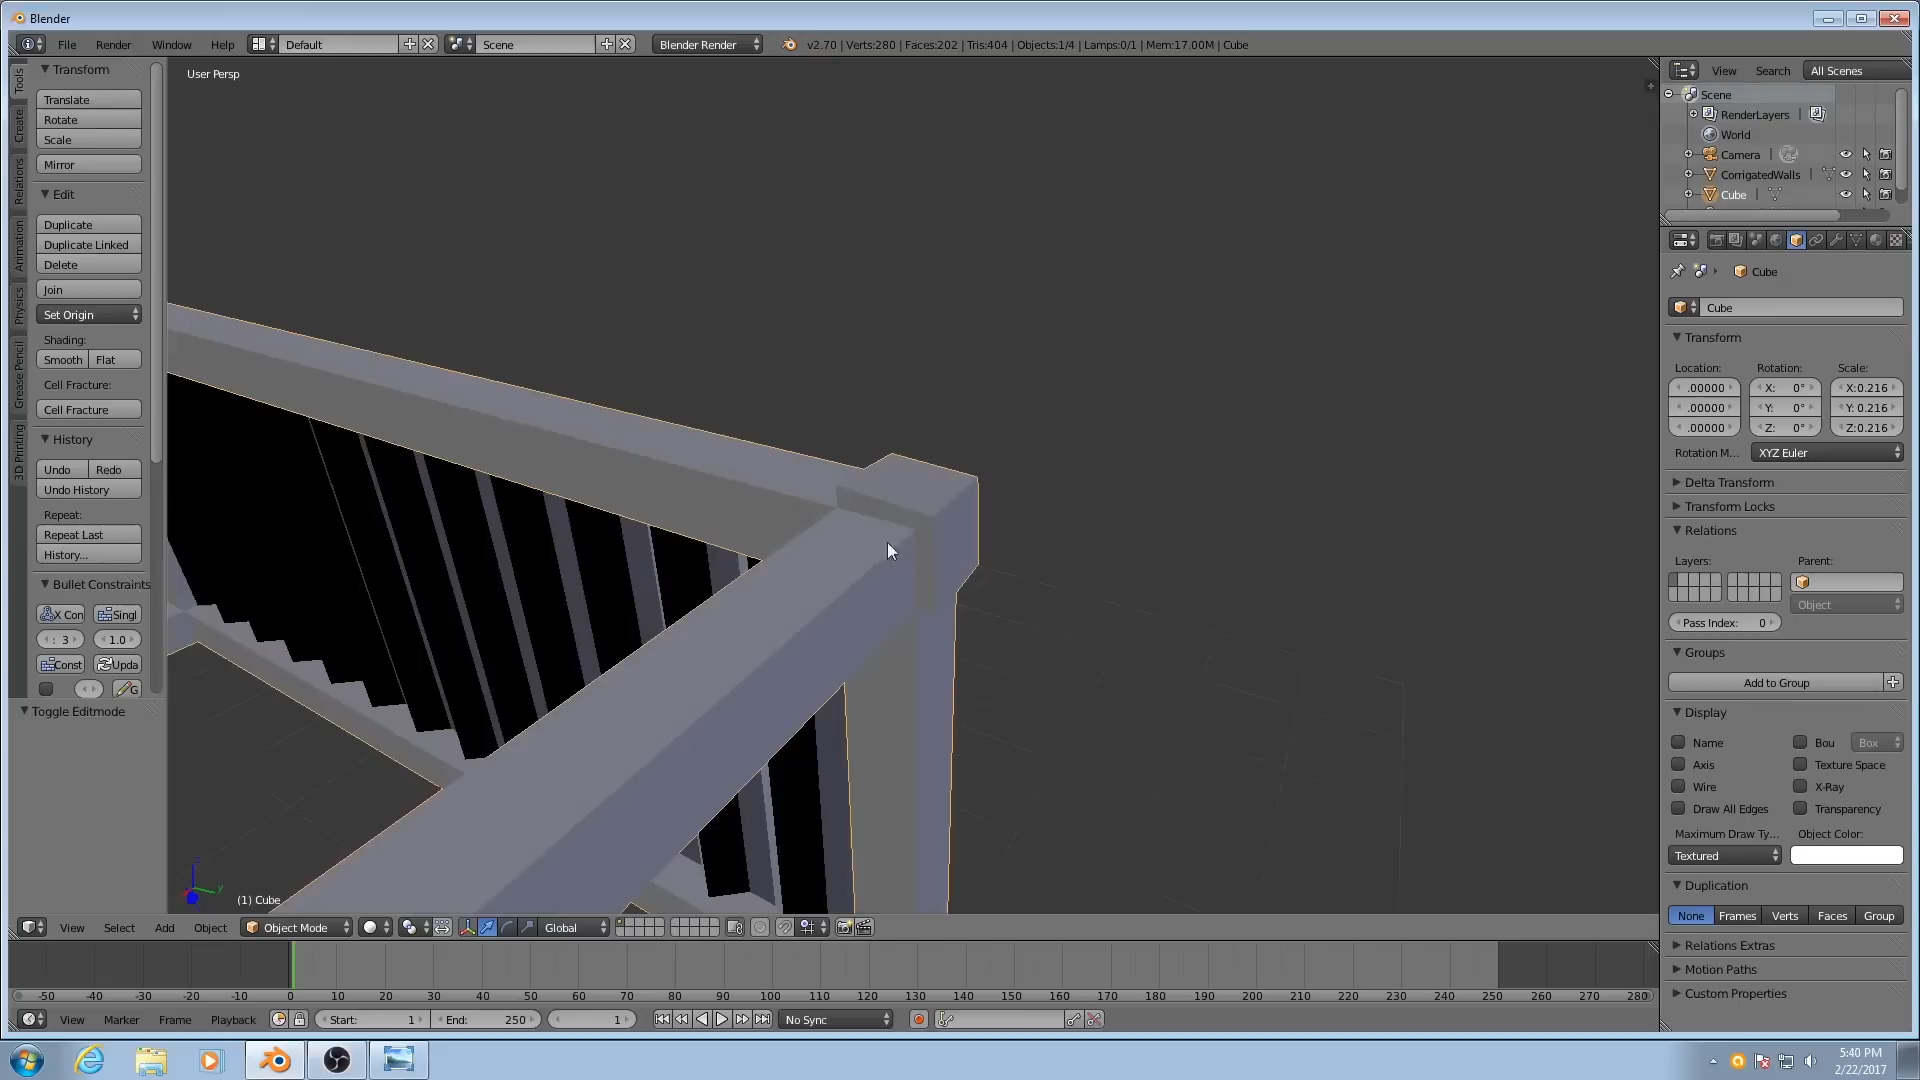 Blender
File Render Window Help Default Scene Blender Render v2.70 | Verts:280 | Faces:202 | Tris:404 | Objects:1/4 | Lamps:0/1 | Mem:17.00M | Cube
Tools
Create
Relations
Animation
Physics
Grease Pencil
3D Printing
Transform
Translate
Rotate
Scale
Mirror
Edit
Duplicate
Duplicate Linked
Delete
Join
Set Origin
Shading:
Smooth Flat
Cell Fracture:
Cell Fracture
History
Undo Redo
Undo History
Repeat:
Repeat Last
History...
Bullet Constraints
X Con Singl
: 3 1.0
Const Upda
G
Toggle Editmode
User Persp
(1) Cube
View Search All Scenes
Scene
RenderLayers
World
Camera
CorrigatedWalls
Cube
Cube
Cube
Transform
Location: Rotation: Scale:
.00000 X: 0° X:0.216
.00000 Y: 0° Y: 0.216
.00000 Z: 0° Z:0.216
Rotation M... XYZ Euler
Delta Transform
Transform Locks
Relations
Layers: Parent:
Object
Pass Index: 0
Groups
Add to Group
Display
Name Bou Box
Axis Texture Space
Wire X-Ray
Draw All Edges Transparency
Maximum Draw Ty... Object Color:
Textured
Duplication
None Frames Verts Faces Group
Relations Extras
Motion Paths
Custom Properties
View Select Add Object Object Mode Global
-50 -40 -30 -20 -10 0 10 20 30 40 50 60 70 80 90 100 110 120 130 140 150 160 170 180 190 200 210 220 230 240 250 260 270 280
View Marker Frame Playback Start: 1 End: 250 1 No Sync
5:40 PM
2/22/2017